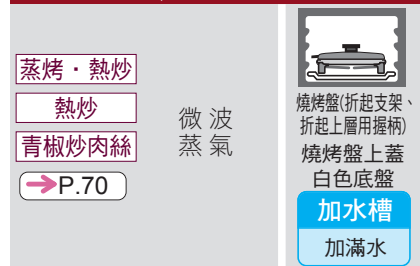 蒸烤・熱炒
熱炒
青椒炒肉絲
→P.70
微波
蒸氣
燒烤盤(折起支架、
折起上層用握柄)
燒烤盤上蓋
白色底盤
加水槽
加滿水